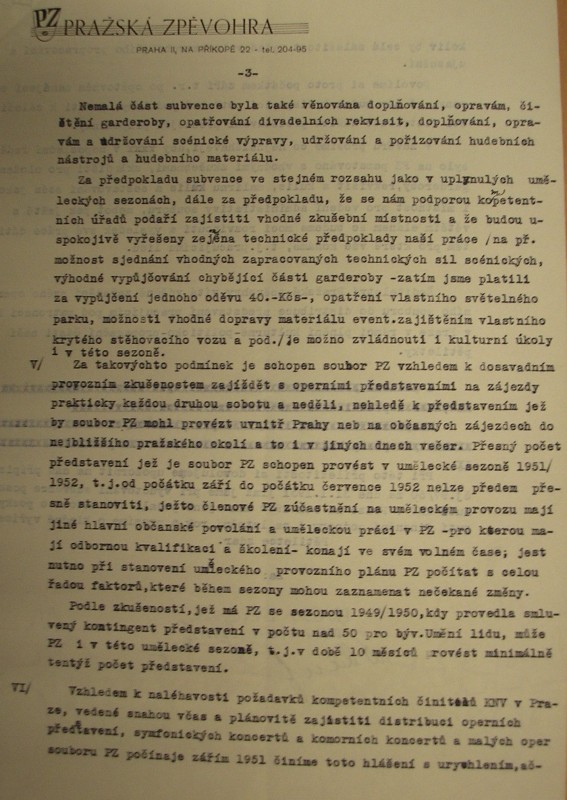 PZ PRAŽSKÁ ZPĚVOHRA
PRAHA II, NA PŘÍKOPĚ 22 - tel. 204-95
-3-
Nemalá část subvence byla také věnována doplňování, opravám, či-
štění garderoby, opatřování divadelních rekvisit, doplňování, opra-
vám a udržování scénické výpravy, udržování a pořizování hudebních
nástrojů a hudebního materiálu.
Za předpokladu subvence ve stejném rozsahu jako v uplynulých umě-
leckých sezonách, dále za předpokladu, že se nám podporou kompetent-
ních úřadů podaří zajistiti vhodné zkušební místnosti a že budou u-
spokojivě vyřešeny zejména technické předpoklady naší práce /na př.
možnost sjednání vhodných zapracovaných technických sil scénických,
výhodné vypůjčování chybějící části garderoby -zatím jsme platili
za vypůjčení jednoho oděvu 40.-Kčs-, opatření vlastního světelného
parku, možnosti vhodné dopravy materialu event.zajištěním vlastního
krytého stěhovacího vozu a pod./je možno zvládnouti i kulturní úkoly
i v této sezoně.
V/ Za takovýchto podmínek je schopen soubor PZ vzhledem k dosavadním
provozním zkušenostem zajíždět s operními představeními na zájezdy
prakticky každou druhou sobotu a neděli, nehledě k představením jež
by soubor PZ mohl provézt uvnitř Prahy neb na občasných zájezdech do
nejbližšího pražského okolí a to i v jiných dnech večer. Přesný počet
představení jež je soubor PZ schopen provést v umělecké sezoně 1951/
1952, t.j.od počátku září do počátku července 1952 nelze předem pře-
sně stanoviti, ješto členové PZ zúčastnění na uměleckým provozu mají
jiné hlavní občanské povolání a uměleckou práci v PZ -pro kterou ma-
jí odbornou kvalifikaci a školení- konají ve svém volném čase; jest
nutno při stanovení uměleckého provozního plánu PZ počítat s celou
řadou faktorů,které během sezony mohou zaznamenat nečekané změny.
Podle zkušeností,jež má PZ se sezonou 1949/1950,kdy provedla smlu-
vený kontingent představení v počtu nad 50 pro býv.Umění lidu, může
PZ i v této umělecké sezoně, t.j.v době 10 měsíců rovést minimálně
tentýž počet představení.
VI/ Vzhledem k naléhavosti požadavků kompetentních činitelů KNV v Pra-
ze, vedené snahou včas a plánovitě zajistiti distribuci operních
představení, symfonických koncertů a komorních koncertů a malých oper
souboru PZ počínaje zářím 1951 činíme toto hlášení s urychlením,ač-